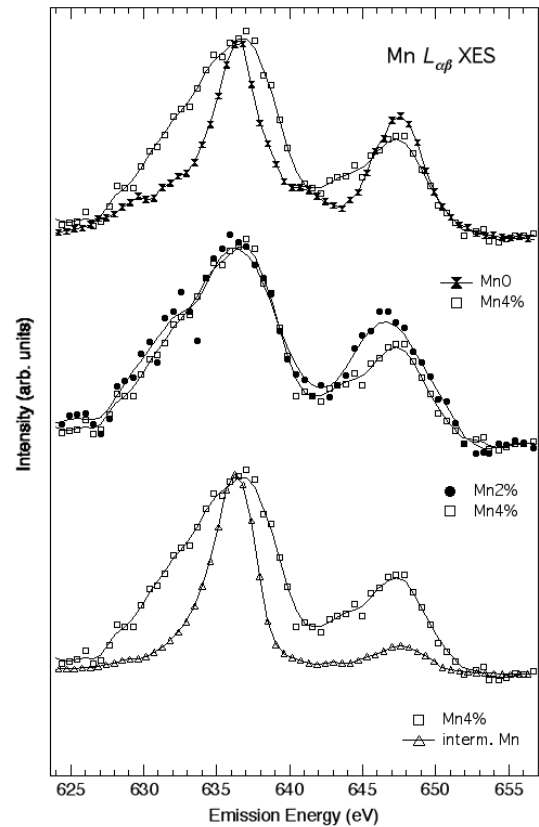 Mn Lαβ XES
MnO
Mn4%
Mn2%
Mn4%
Mn4%
interm. Mn
Intensity (arb. units)
625 630 635 640 645 650 655
Emission Energy (eV)